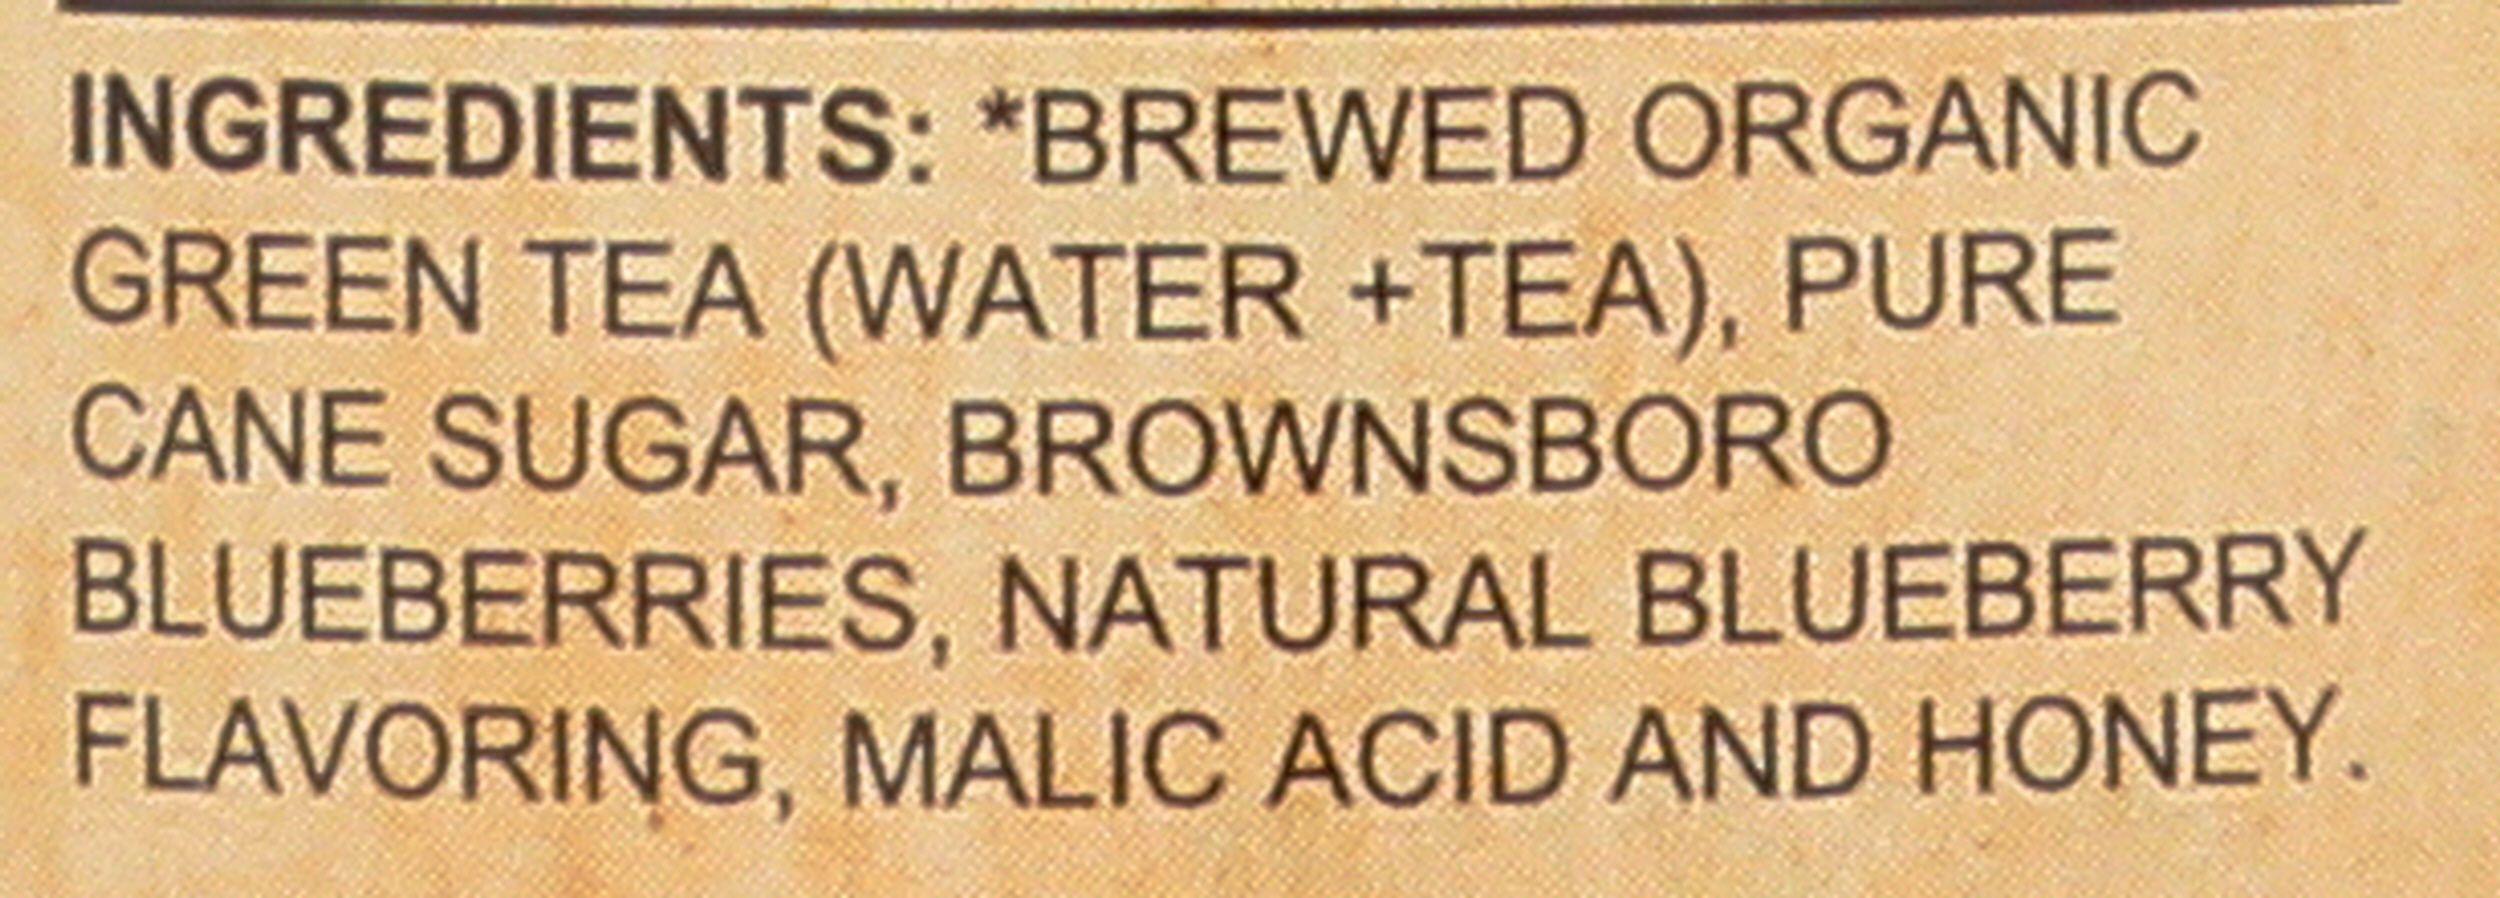 INGREDIENTS: *BREWED ORGANIC
GREEN TEA (WATER +TEA), PURE
CANE SUGAR, BROWNSBORO
BLUEBERRIES, NATURAL BLUEBERRY
FLAVORING, MALIC ACID AND HONEY.